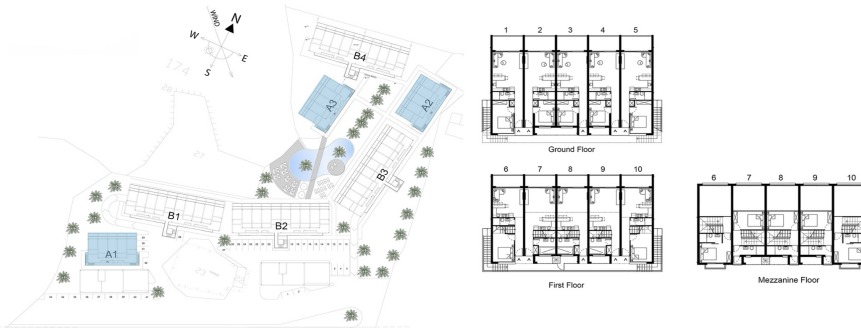 WIND
N
W
E
S
174
B4
A3
A2
B3
B1
B2
A1
1 2 3 4 5
Ground Floor
6 7 8 9 10
First Floor
6 7 8 9 10
Mezzanine Floor